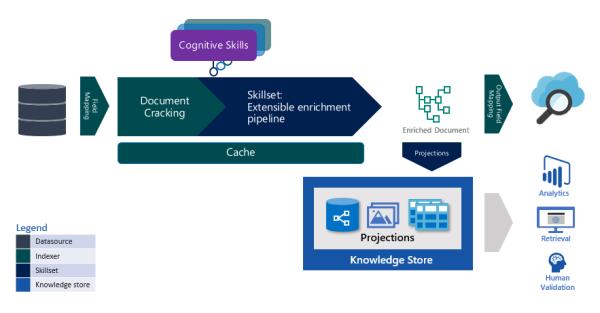 Cognitive Skills
Field
Mapping
Document
Cracking
Skillset:
Extensible enrichment
pipeline
Enriched Document
Output Field
Mapping
Cache
Projections
Projections
Knowledge Store
Analytics
Retrieval
Human
Validation
Legend
Datasource
Indexer
Skillset
Knowledge store